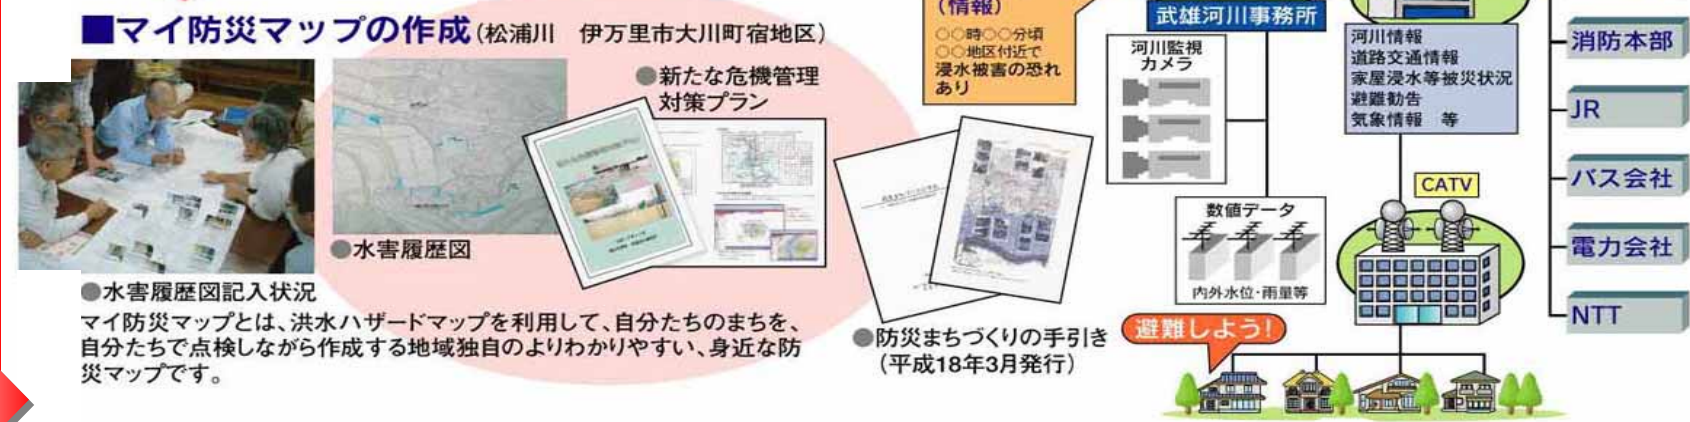 ■マイ防災マップの作成(松浦川　伊万里市大川町宿地区)
●新たな危機管理
対策プラン
●水害履歴図
●水害履歴図記入状況
マイ防災マップとは、洪水ハザードマップを利用して、自分たちのまちを、
自分たちで点検しながら作成する地域独自のよりわかりやすい、身近な防
災マップです。
●防災まちづくりの手引き
(平成18年3月発行)
(情報)
○○時○○分頃
○○地区付近で
浸水被害の恐れ
あり
武雄河川事務所
河川監視
カメラ
数値データ
内外水位・雨量等
避難しよう!
河川情報
道路交通情報
家屋浸水等被災状況
避難勧告
気象情報　等
CATV
消防本部
JR
バス会社
電力会社
NTT